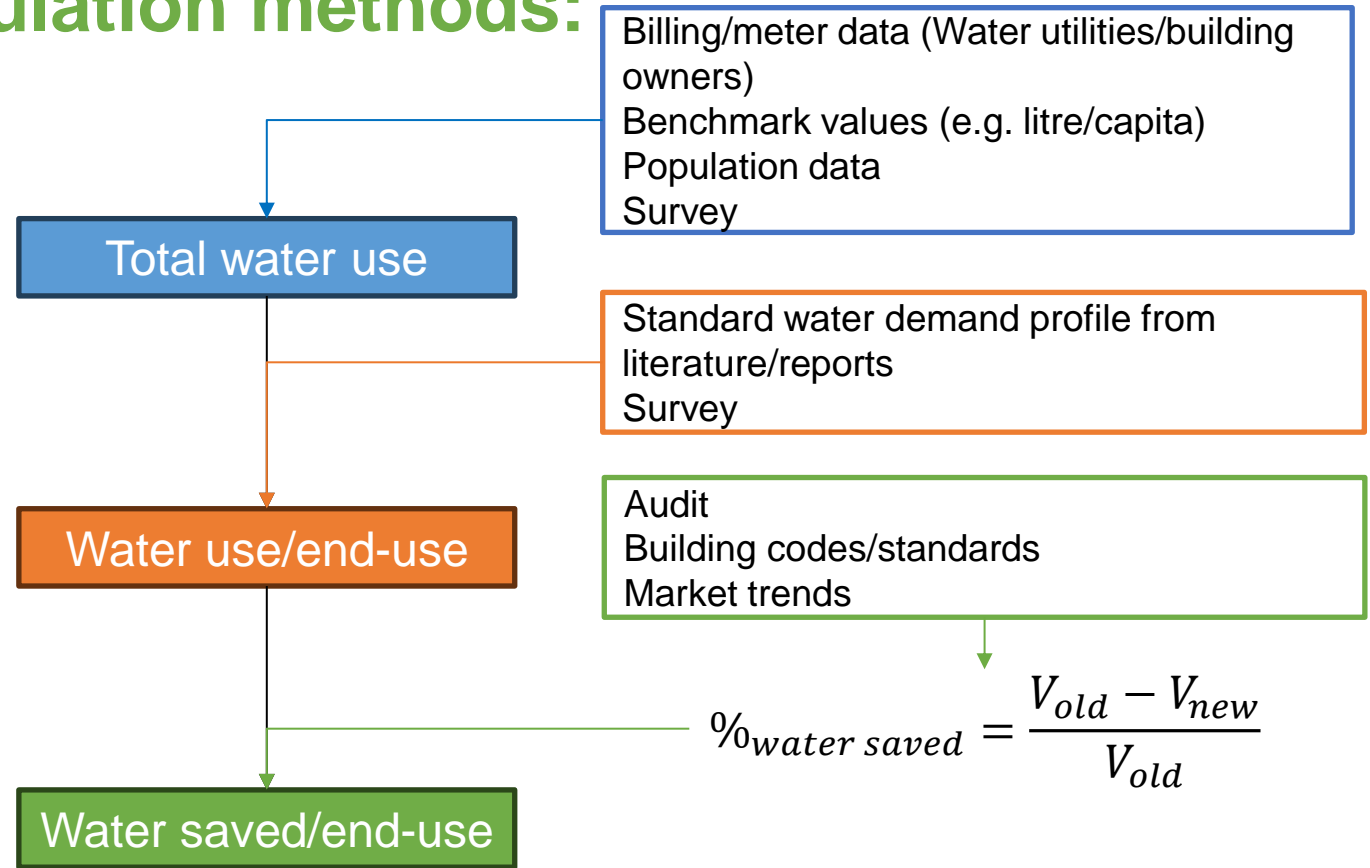 ulation methods:
Billing/meter data (Water utilities/building
owners)
Benchmark values (e.g. litre/capita)
Population data
Survey
Total water use
Standard water demand profile from
literature/reports
Survey
Water use/end-use
Audit
Building codes/standards
Market trends
%water saved = (Vold − Vnew) / Vold
Water saved/end-use